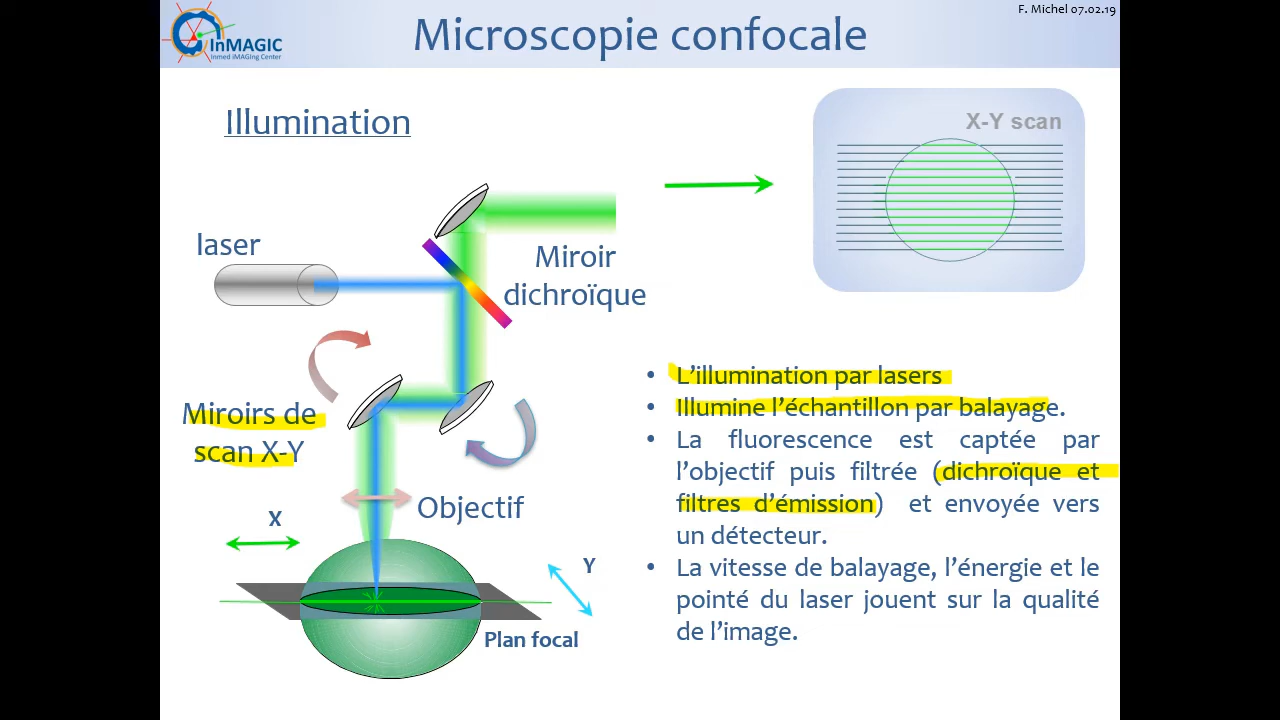 InMAGIC
Inmed iMAGing Center
Microscopie confocale
F. Michel 07.02.19
Illumination
X-Y scan
laser
Miroir
dichroïque
Miroirs de
scan X-Y
Objectif
X
Y
Plan focal
• L'illumination par lasers
• Illumine l'échantillon par balayage.
• La fluorescence est captée par
l'objectif puis filtrée (dichroïque et
filtres d'émission) et envoyée vers
un détecteur.
• La vitesse de balayage, l'énergie et le
pointé du laser jouent sur la qualité
de l'image.